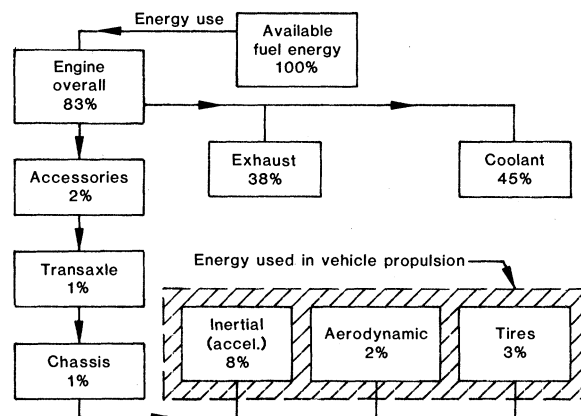 Energy use
Available
fuel energy
100%
Engine
overall
83%
Exhaust
38%
Coolant
45%
Accessories
2%
Transaxle
1%
Energy used in vehicle propulsion
Inertial
(accel.)
8%
Aerodynamic
2%
Tires
3%
Chassis
1%